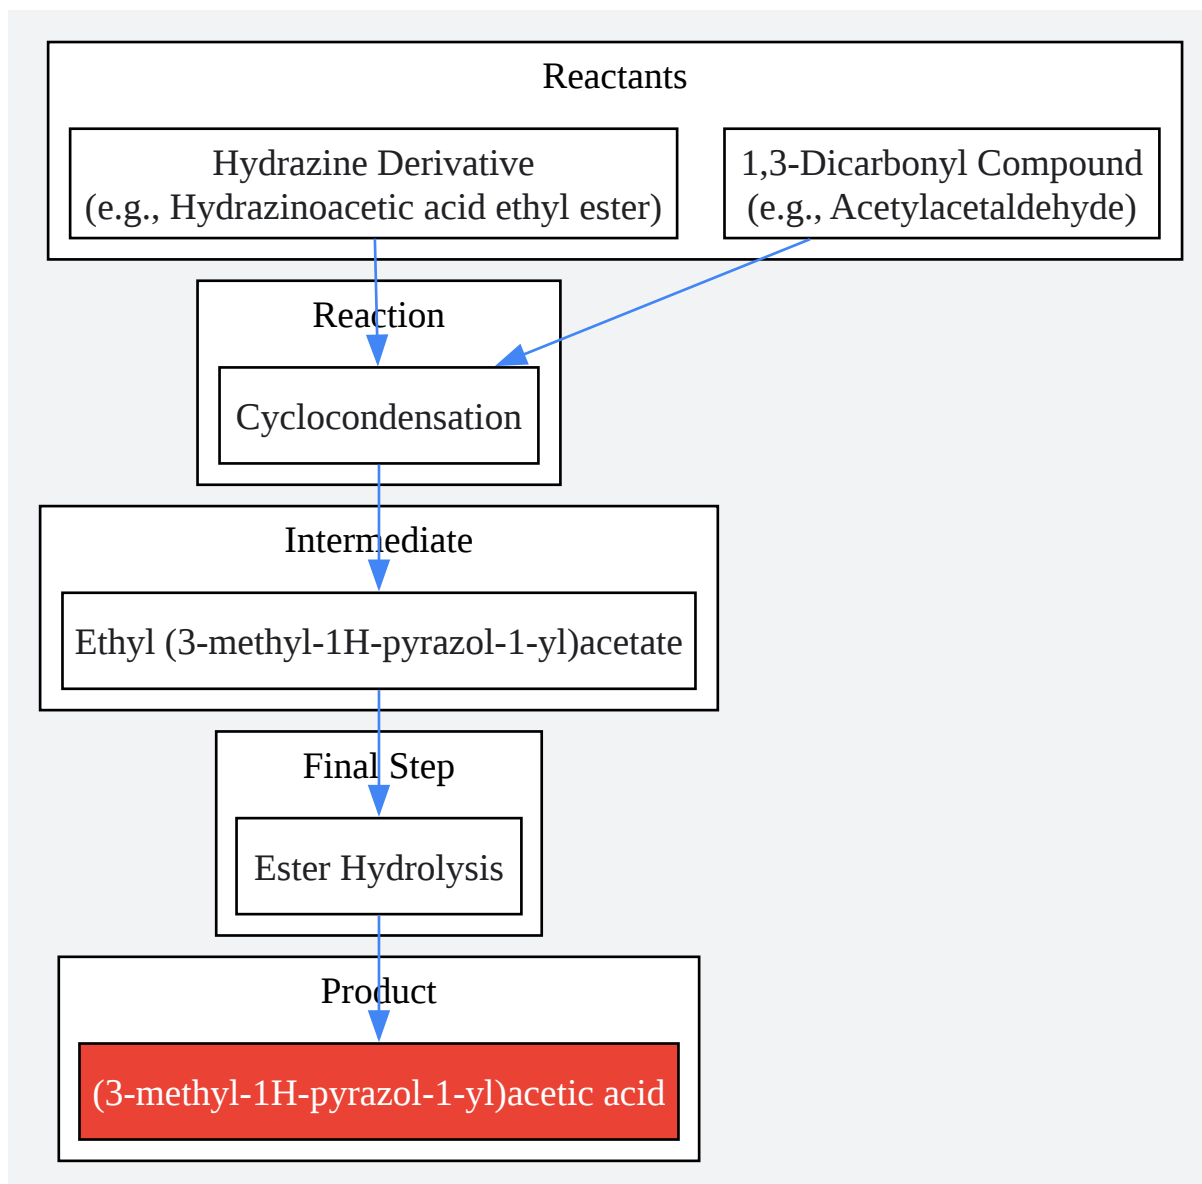 Reactants
Hydrazine Derivative
(e.g., Hydrazinoacetic acid ethyl ester)
1,3-Dicarbonyl Compound
(e.g., Acetylacetaldehyde)
Reaction
Cyclocondensation
Intermediate
Ethyl (3-methyl-1H-pyrazol-1-yl)acetate
Final Step
Ester Hydrolysis
Product
(3-methyl-1H-pyrazol-1-yl)acetic acid